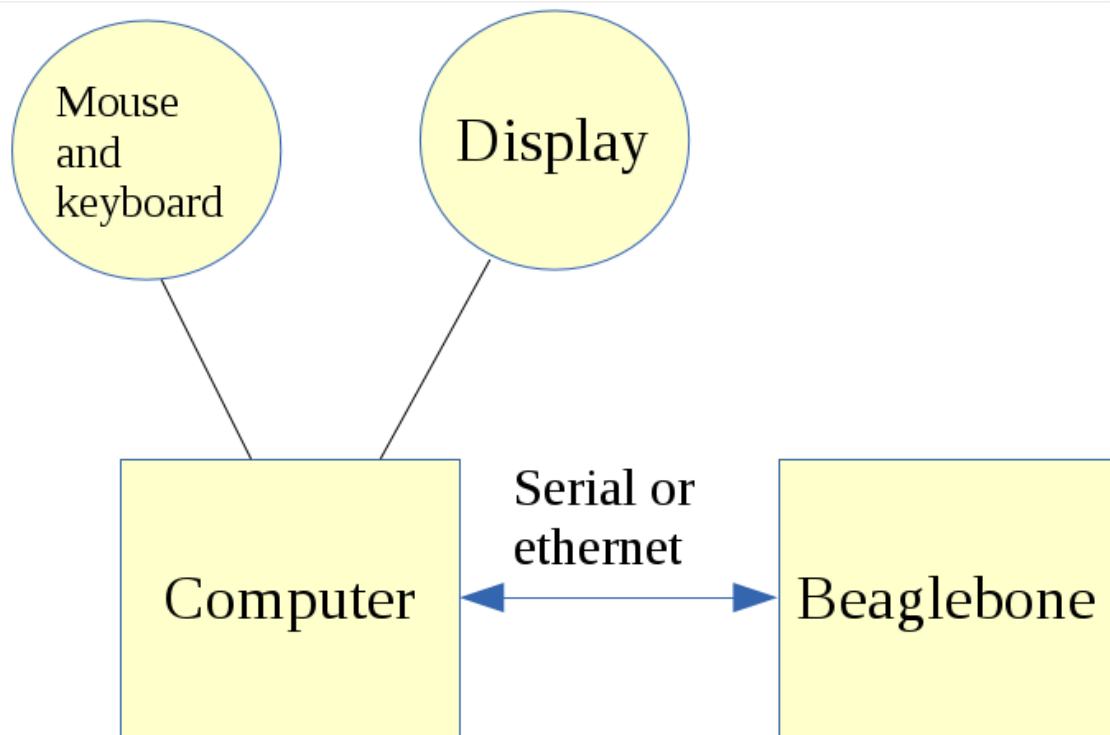 Mouse
and
keyboard
Display
Serial or
ethernet
Computer
Beaglebone